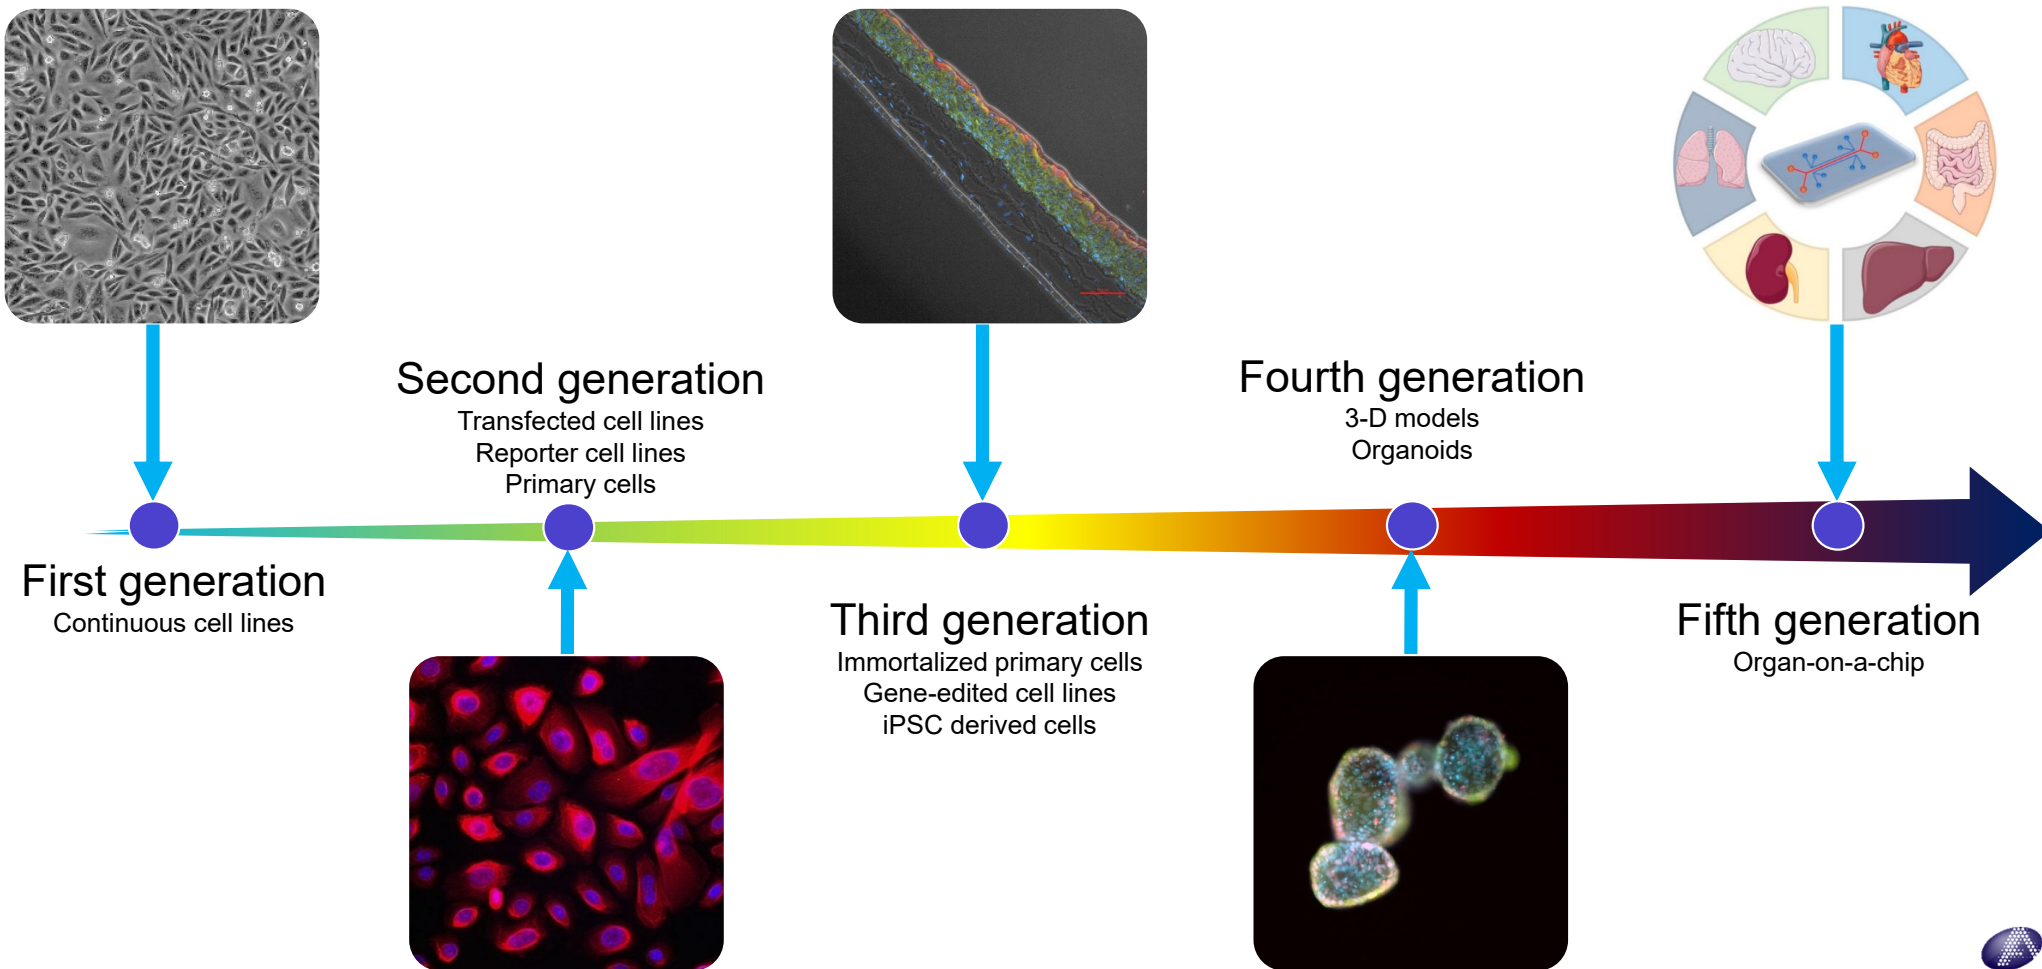 First generation
Continuous cell lines
Second generation
Transfected cell lines
Reporter cell lines
Primary cells
Third generation
Immortalized primary cells
Gene-edited cell lines
iPSC derived cells
Fourth generation
3-D models
Organoids
Fifth generation
Organ-on-a-chip